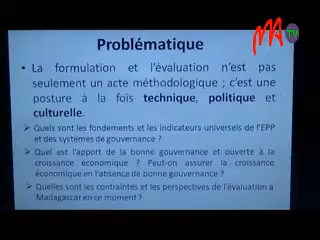 MA TV
Problématique
• La formulation et l'évaluation n'est pas
seulement un acte méthodologique ; c'est une
posture à la fois technique, politique et
culturelle.
➤ Quels sont les fondements et les indicateurs universels de l'EPP
et des systèmes de gouvernance ?
➤ Quel est l'apport de la bonne gouvernance et ouverte à la
croissance économique ? Peut-on assurer la croissance
économique en l'absence de bonne gouvernance ?
➤ Quelles sont les contraintes et les perspectives de l'évaluation à
Madagascar en ce moment ?